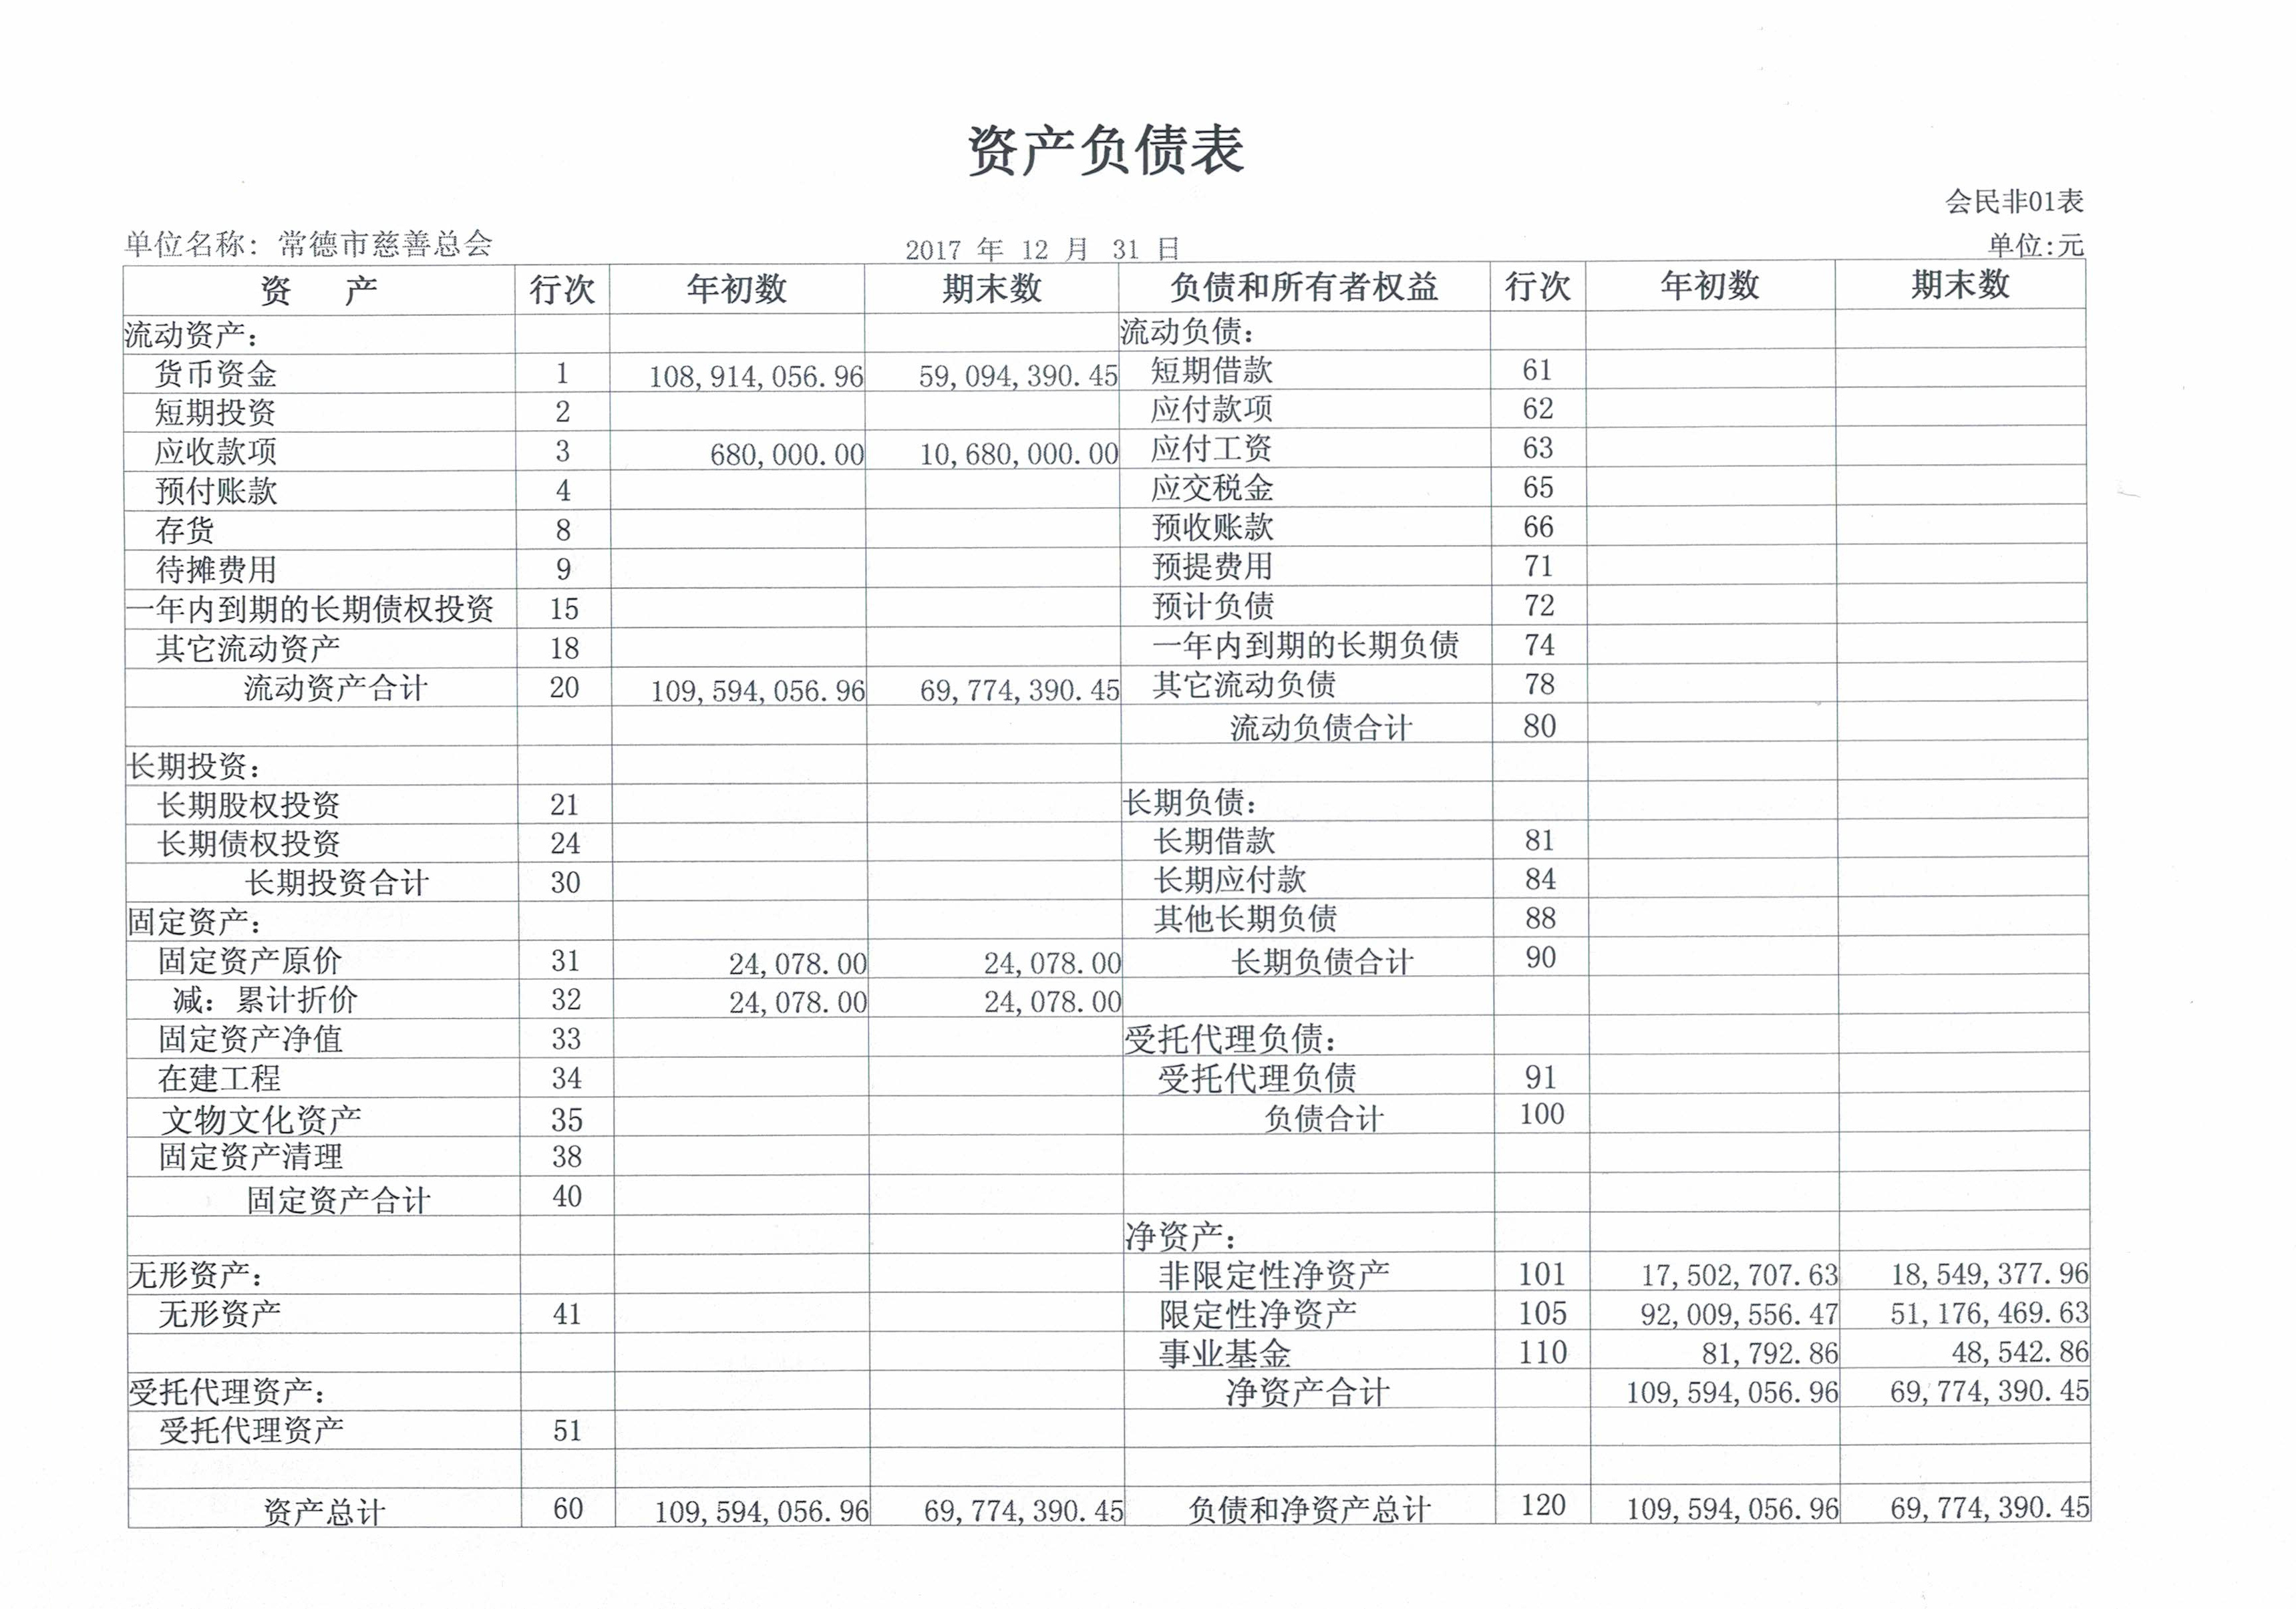 资产负债表
会民非01表
单位名称: 常德市慈善总会 2017 年 12 月 31 日 单位:元
资 产 行次 年初数 期末数 负债和所有者权益 行次 年初数 期末数
流动资产: 流动负债:
货币资金 1 108,914,056.96 59,094,390.45 短期借款 61
短期投资 2 应付款项 62
应收款项 3 680,000.00 10,680,000.00 应付工资 63
预付账款 4 应交税金 65
存货 8 预收账款 66
待摊费用 9 预提费用 71
一年内到期的长期债权投资 15 预计负债 72
其它流动资产 18 一年内到期的长期负债 74
流动资产合计 20 109,594,056.96 69,774,390.45 其它流动负债 78
流动负债合计 80
长期投资:
长期股权投资 21 长期负债:
长期债权投资 24 长期借款 81
长期投资合计 30 长期应付款 84
固定资产: 其他长期负债 88
固定资产原价 31 24,078.00 24,078.00 长期负债合计 90
减: 累计折价 32 24,078.00 24,078.00
固定资产净值 33 受托代理负债:
在建工程 34 受托代理负债 91
文物文化资产 35 负债合计 100
固定资产清理 38
固定资产合计 40
净资产:
无形资产: 非限定性净资产 101 17,502,707.63 18,549,377.96
无形资产 41 限定性净资产 105 92,009,556.47 51,176,469.63
事业基金 110 81,792.86 48,542.86
受托代理资产: 净资产合计 109,594,056.96 69,774,390.45
受托代理资产 51
资产总计 60 109,594,056.96 69,774,390.45 负债和净资产总计 120 109,594,056.96 69,774,390.45